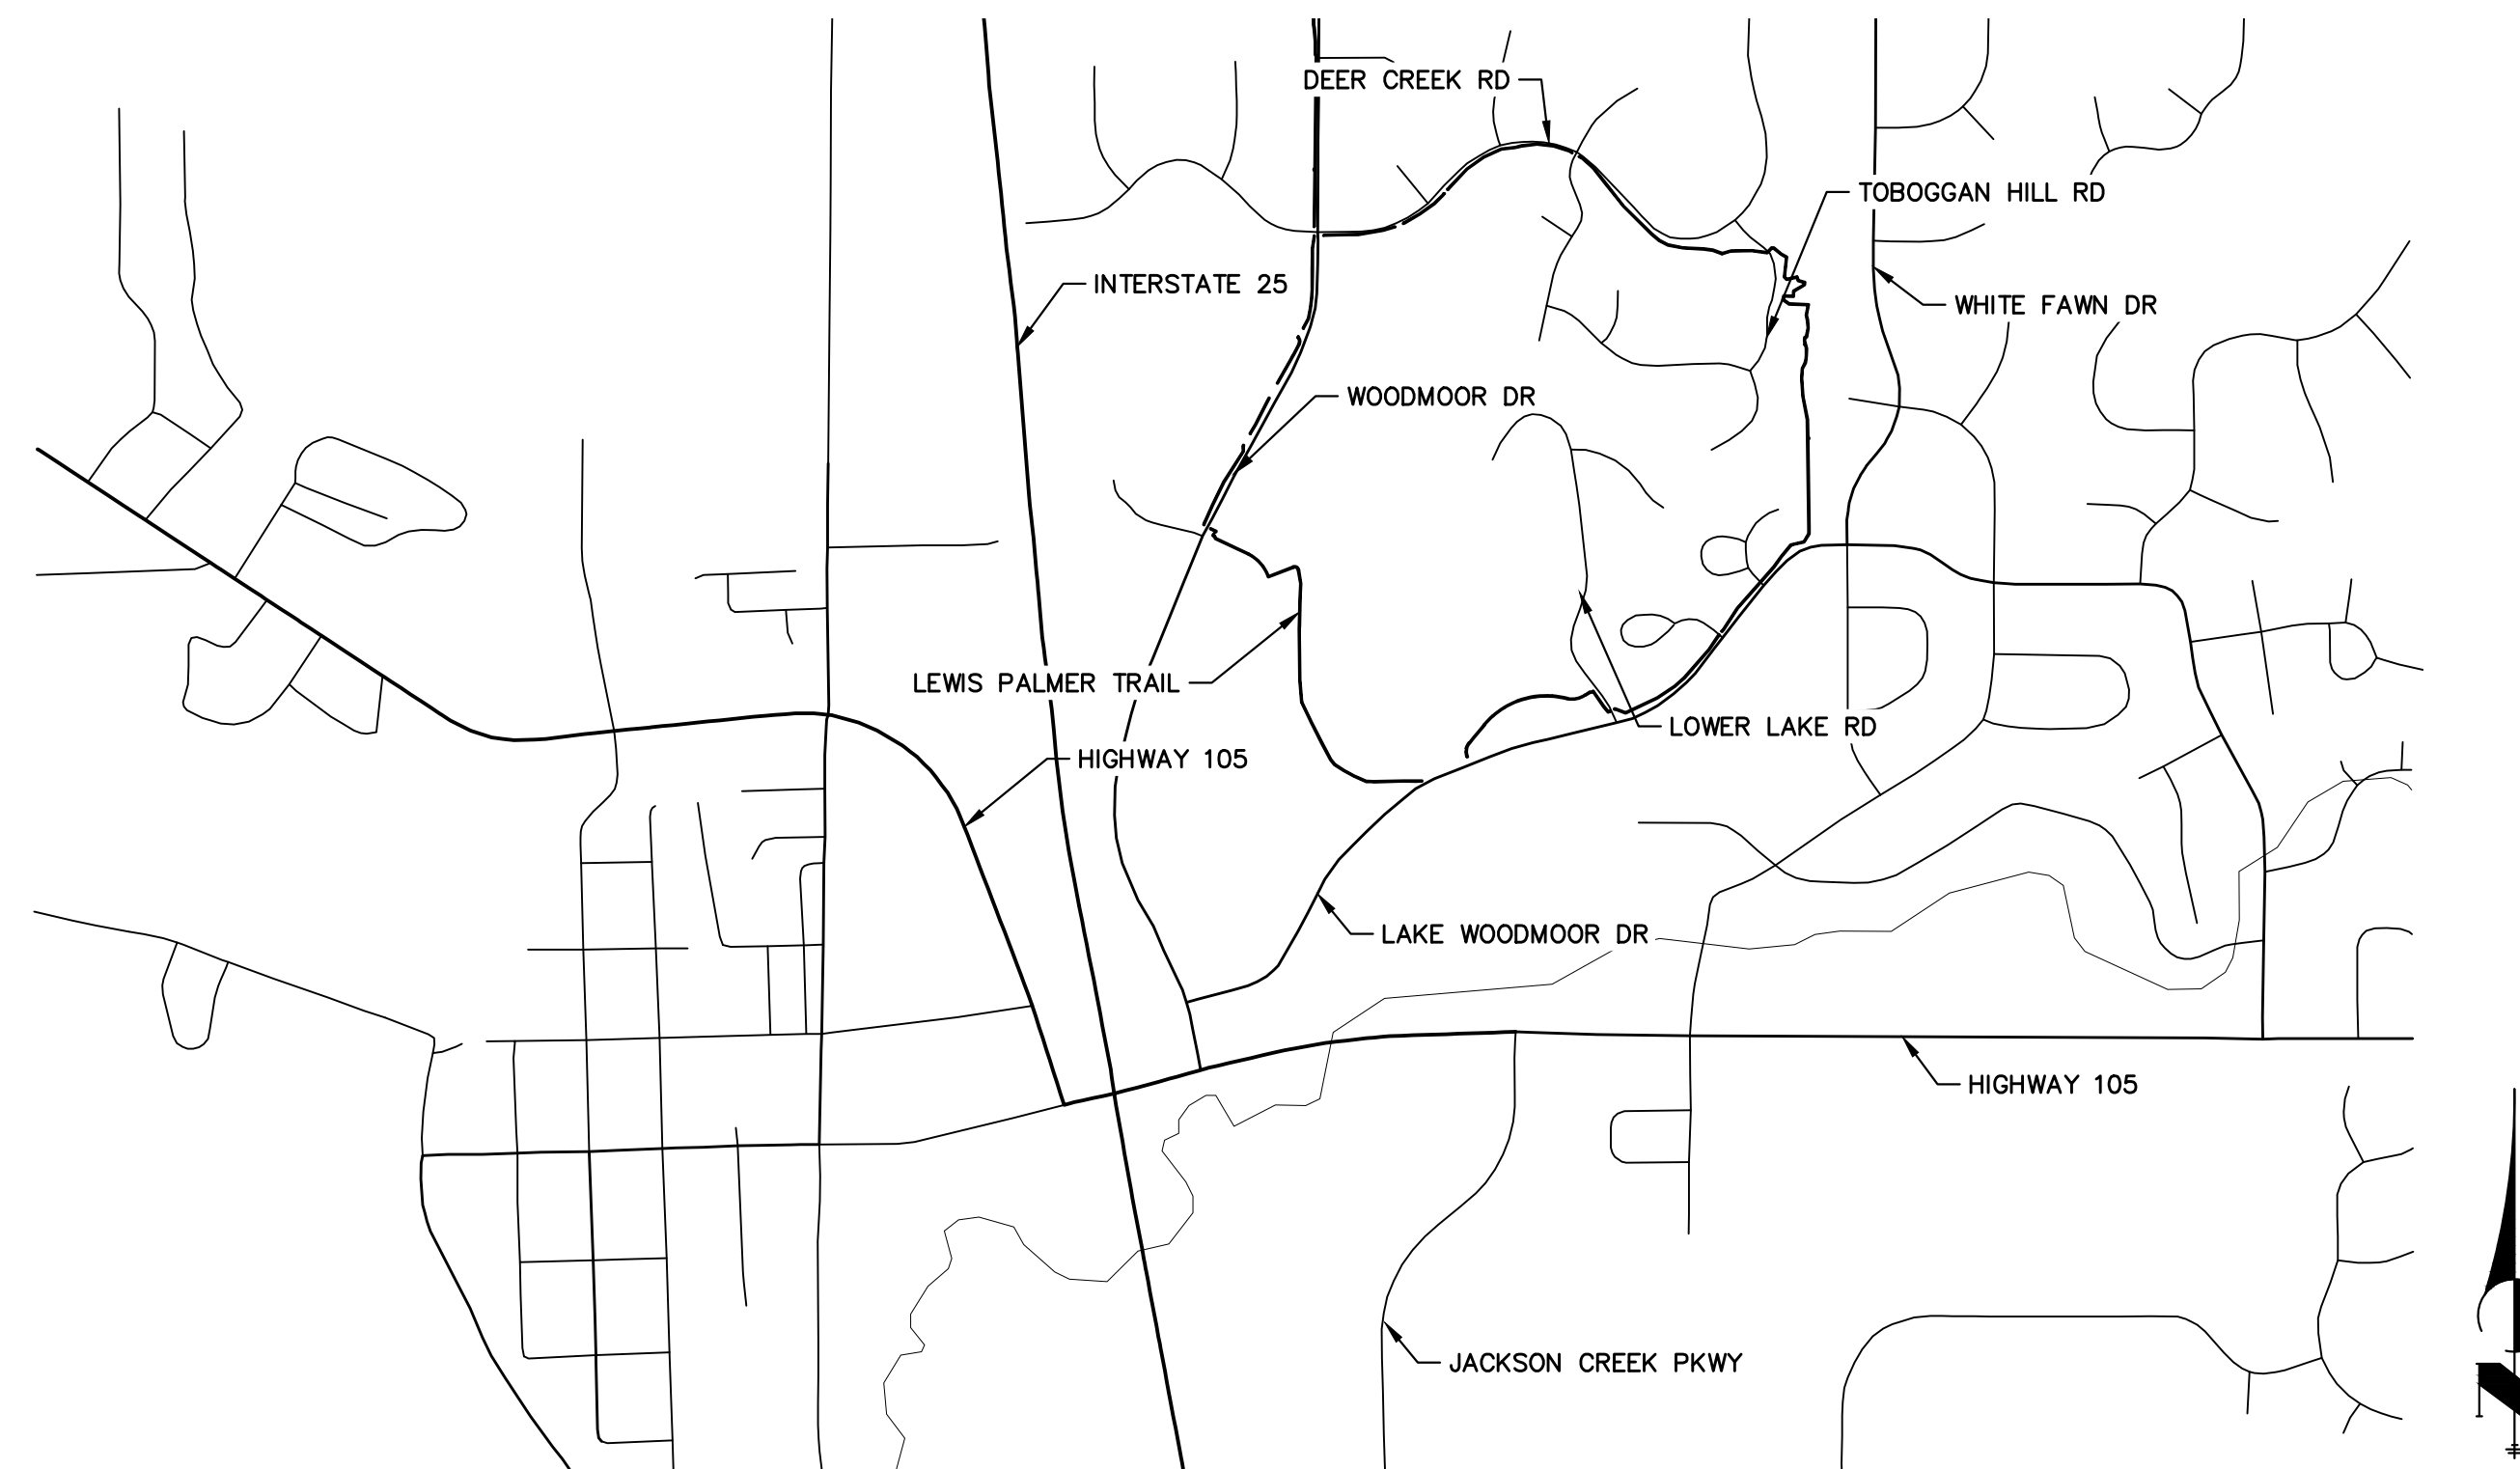 DEER CREEK RD
TOBOGGAN HILL RD
INTERSTATE 25
WHITE FAWN DR
WOODMOOR DR
LEWIS PALMER TRAIL
LOWER LAKE RD
HIGHWAY 105
LAKE WOODMOOR DR
HIGHWAY 105
JACKSON CREEK PKWY